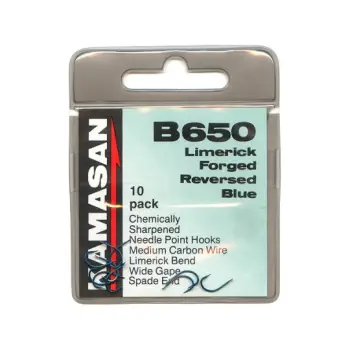 KAMASAN
B650
Limerick
Forged
Reversed
Blue
10
pack
Chemically
Sharpened
Needle Point Hooks
Medium Carbon Wire
Limerick Bend
Wide Gape
Spade End